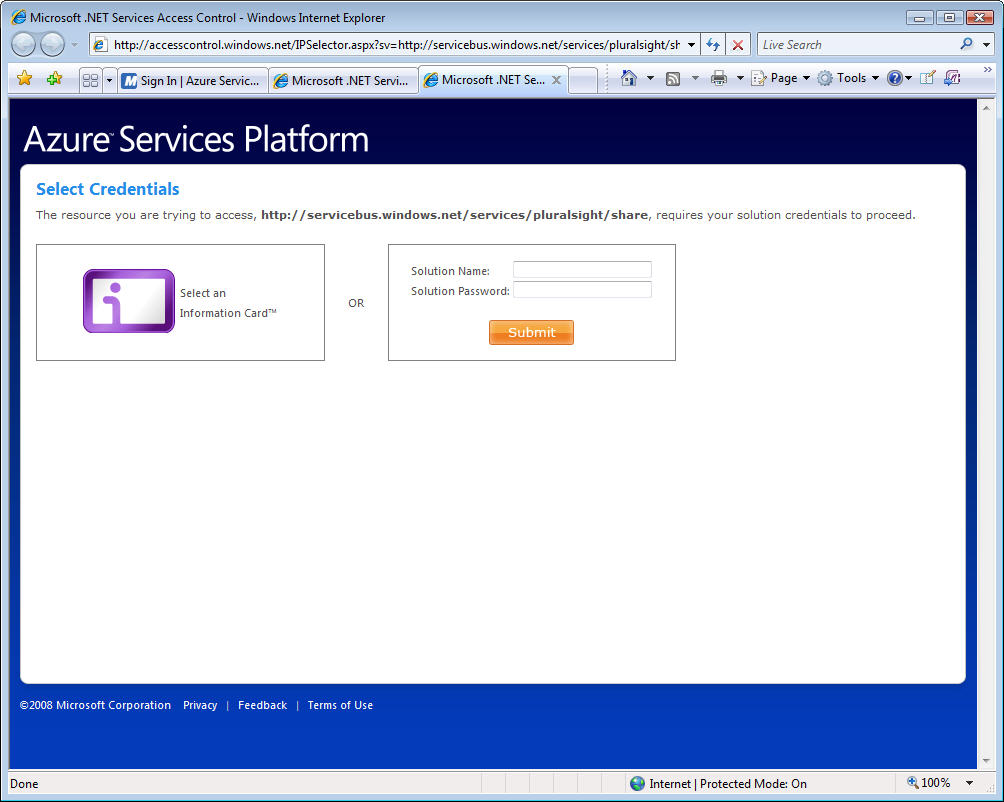 Microsoft .NET Services Access Control - Windows Internet Explorer
http://accesscontrol.windows.net/IPSelector.aspx?sv=http://servicebus.windows.net/services/pluralsight/sh
Live Search
Sign In | Azure Servic...
Microsoft .NET Servi...
Microsoft .NET Se...
Page
Tools
Azure™ Services Platform
Select Credentials
The resource you are trying to access, http://servicebus.windows.net/services/pluralsight/share, requires your solution credentials to proceed.
Select an
Information Card™
OR
Solution Name:
Solution Password:
Submit
©2008 Microsoft Corporation Privacy | Feedback | Terms of Use
Done
Internet | Protected Mode: On
100%